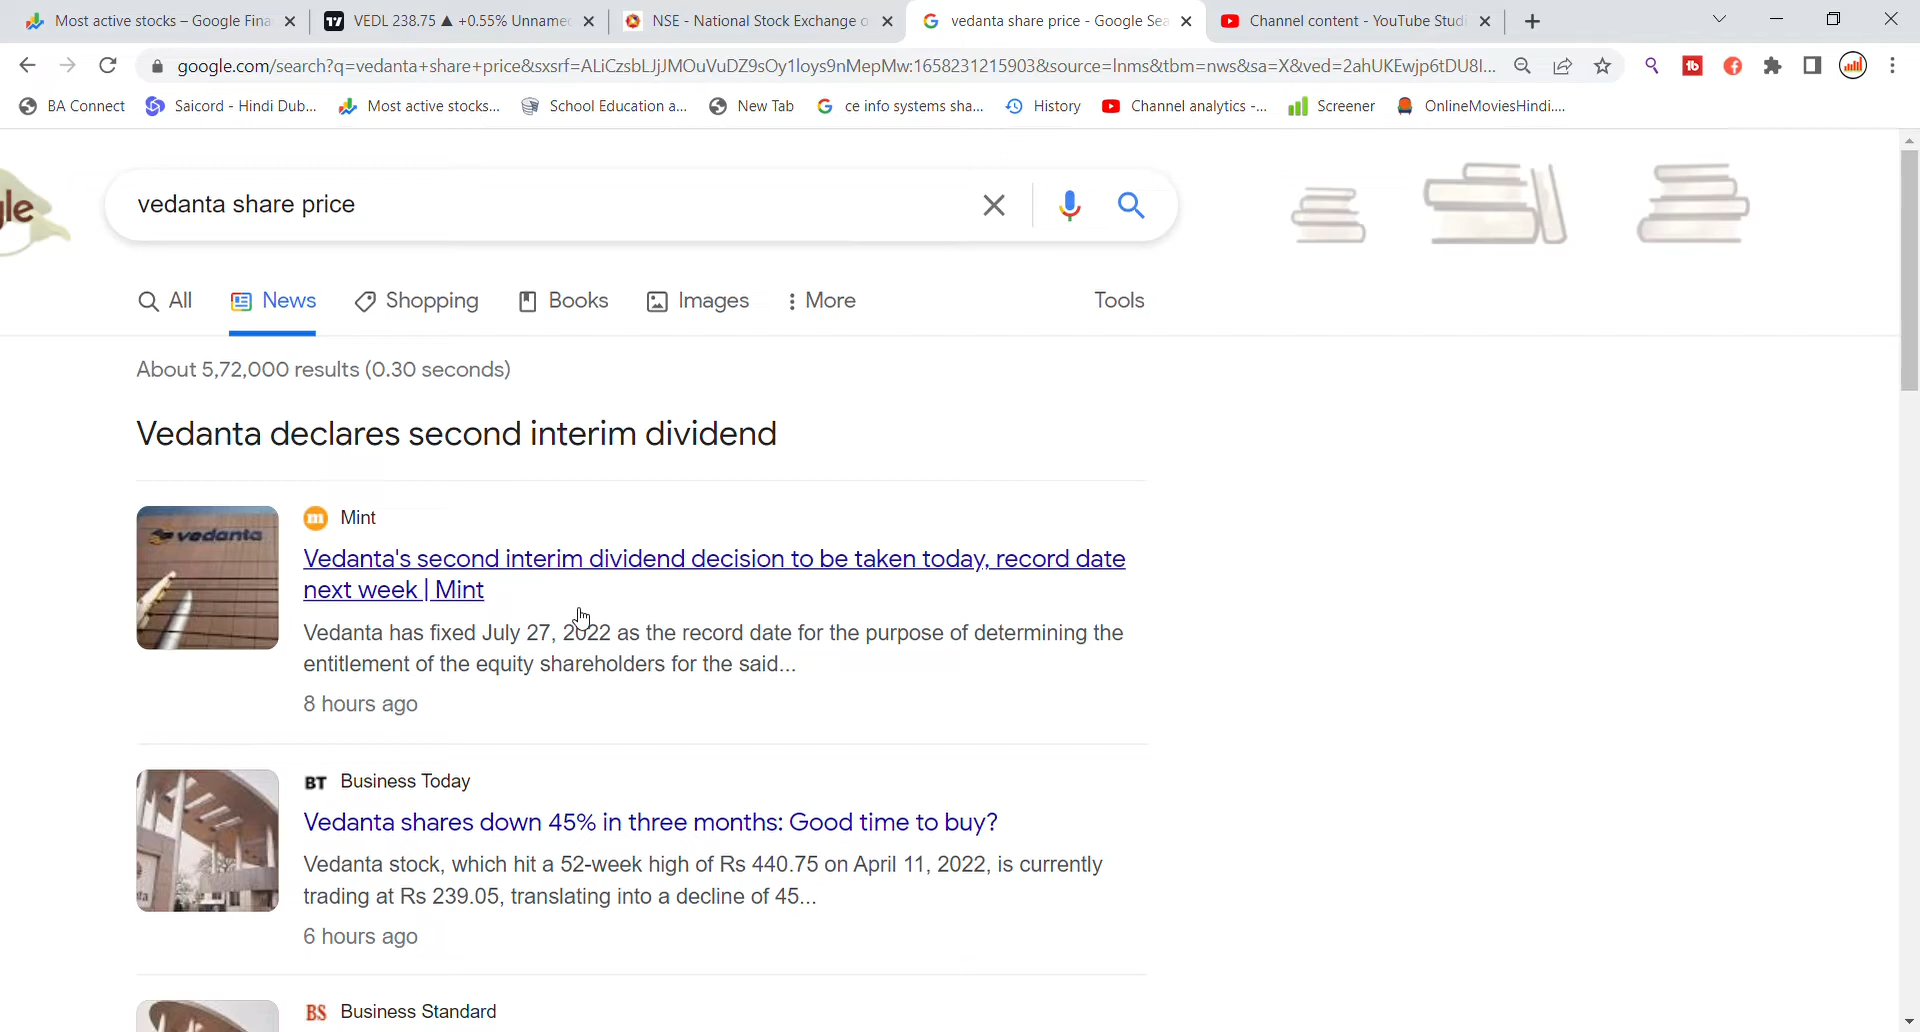 Most active stocks – Google Fina
VEDL 238.75 ▲ +0.55% Unname
NSE - National Stock Exchange o
vedanta share price - Google Sea
Channel content - YouTube Studi
google.com/search?q=vedanta+share+price&sxsrf=ALiCzsbLJjJMOuVuDZ9sOy1loys9nMepMw:1658231215903&source=lnms&tbm=nws&sa=X&ved=2ahUKEwjp6tDU8I...
BA Connect
Saicord - Hindi Dub...
Most active stocks...
School Education a...
New Tab
ce info systems sha...
History
Channel analytics -...
Screener
OnlineMoviesHindi....
gle
vedanta share price
All
News
Shopping
Books
Images
More
Tools
About 5,72,000 results (0.30 seconds)
Vedanta declares second interim dividend
vedanta
m Mint
Vedanta's second interim dividend decision to be taken today, record date
next week | Mint
Vedanta has fixed July 27, 2022 as the record date for the purpose of determining the
entitlement of the equity shareholders for the said...
8 hours ago
BT Business Today
Vedanta shares down 45% in three months: Good time to buy?
Vedanta stock, which hit a 52-week high of Rs 440.75 on April 11, 2022, is currently
trading at Rs 239.05, translating into a decline of 45...
6 hours ago
BS Business Standard